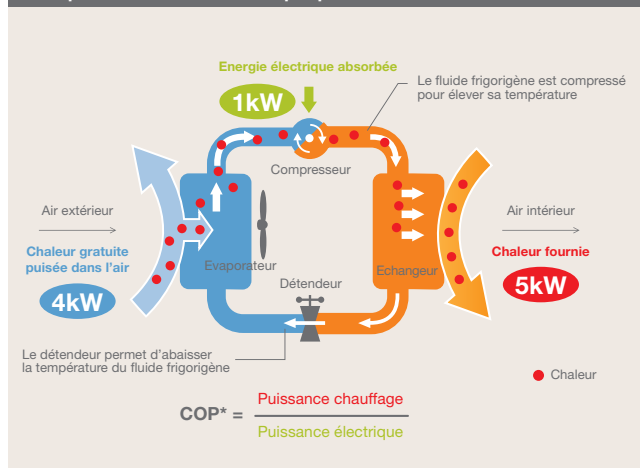 Energie électrique absorbée
1kW
Le fluide frigorigène est compressé
pour élever sa température
Compresseur
Air extérieur
Chaleur gratuite
puisée dans l'air
4kW
Evaporateur
Détendeur
Echangeur
Air intérieur
Chaleur fournie
5kW
Le détendeur permet d'abaisser
la température du fluide frigorigène
Chaleur
COP* =
Puissance chauffage
Puissance électrique